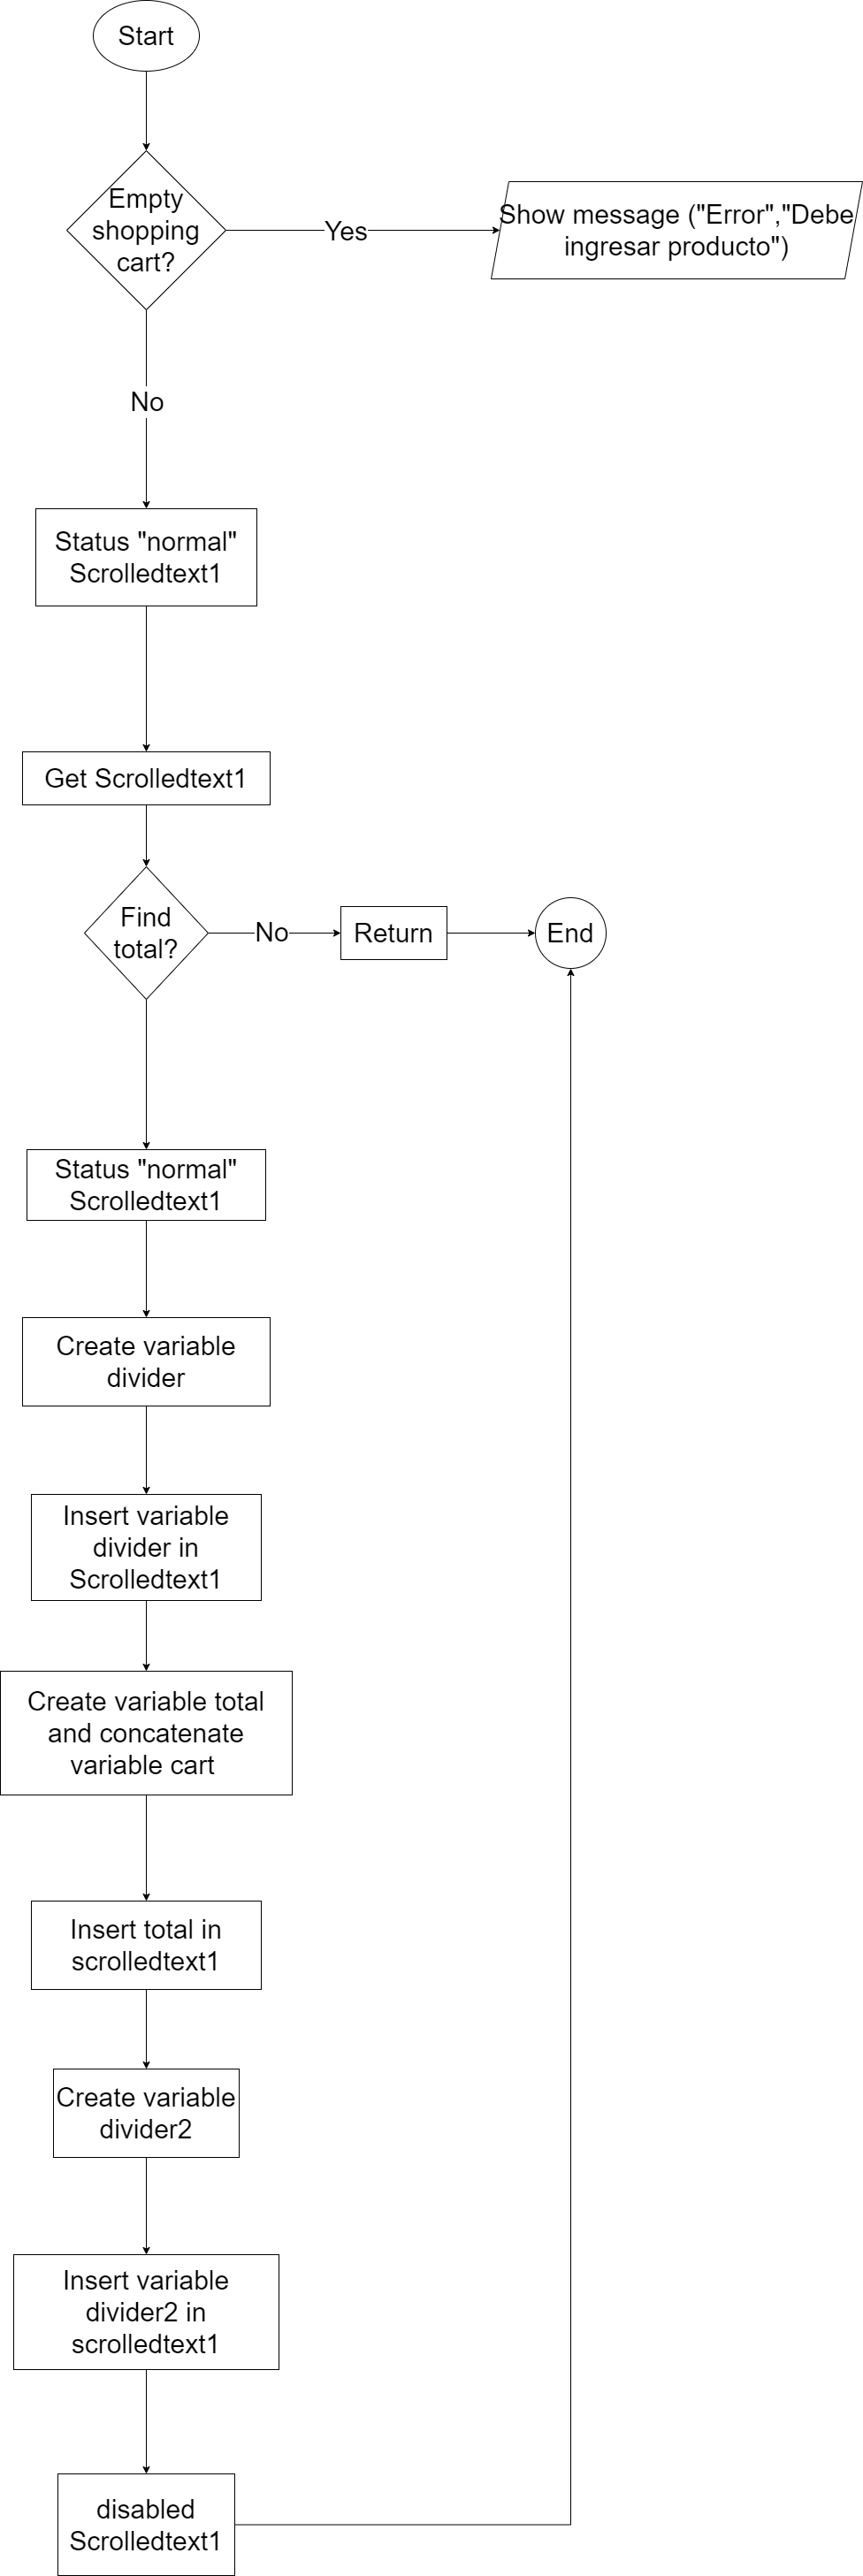 Start
Empty
shopping
cart?
Yes
Show message ("Error","Debe
ingresar producto")
No
Status "normal"
Scrolledtext1
Get Scrolledtext1
Find
total?
No
Return
End
Status "normal"
Scrolledtext1
Create variable
divider
Insert variable
divider in
Scrolledtext1
Create variable total
and concatenate
variable cart
Insert total in
scrolledtext1
Create variable
divider2
Insert variable
divider2 in
scrolledtext1
disabled
Scrolledtext1